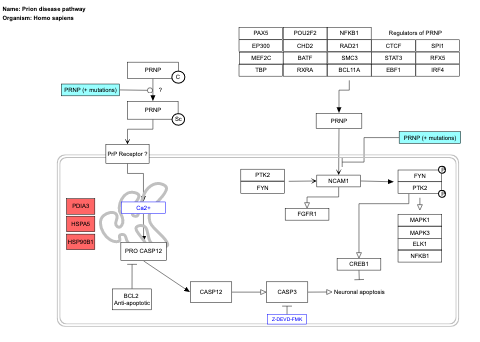 Name: Prion disease pathway
Organism: Homo sapiens
PAX5 POU2F2 NFKB1 Regulators of PRNP
EP300 CHD2 RAD21 CTCF SPI1
MEF2C BATF SMC3 STAT3 RFX5
TBP RXRA BCL11A EBF1 IRF4
PRNP
C
PRNP (+ mutations) ?
PRNP
Sc
PRNP
PRNP (+ mutations)
PrP Receptor ?
PTK2
FYN
NCAM1
P
FYN
PTK2
P
FGFR1
PDIA3
HSPA5
HSP90B1
Ca2+
PRO CASP12
MAPK1
MAPK3
ELK1
NFKB1
CREB1
BCL2
Anti-apoptotic
CASP12
CASP3
Neuronal apoptosis
Z-DEVD-FMK